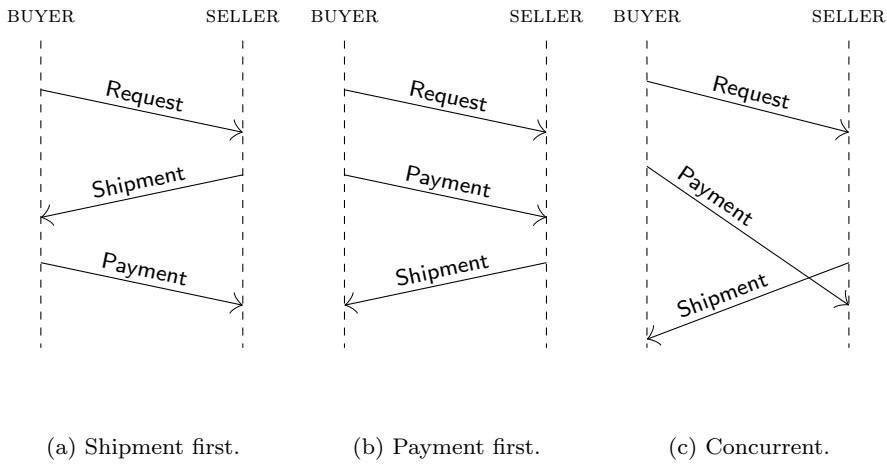 BUYER SELLER
Request
Shipment
Payment
(a) Shipment first.
BUYER SELLER
Request
Payment
Shipment
(b) Payment first.
BUYER SELLER
Request
Payment
Shipment
(c) Concurrent.